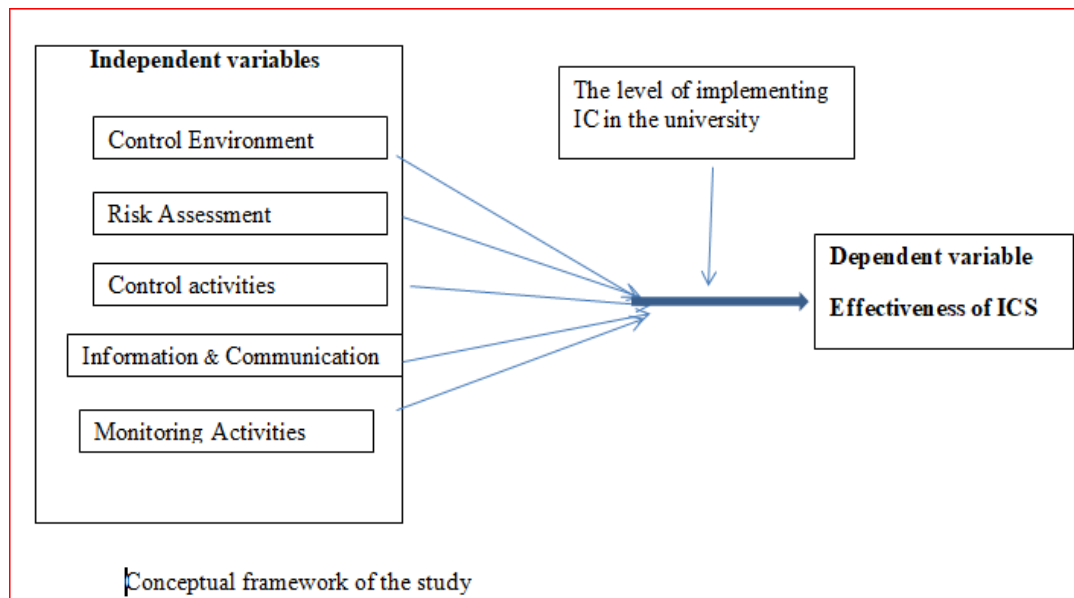 Independent variables
Control Environment
Risk Assessment
Control activities
Information & Communication
Monitoring Activities
The level of implementing
IC in the university
Dependent variable
Effectiveness of ICS
Conceptual framework of the study